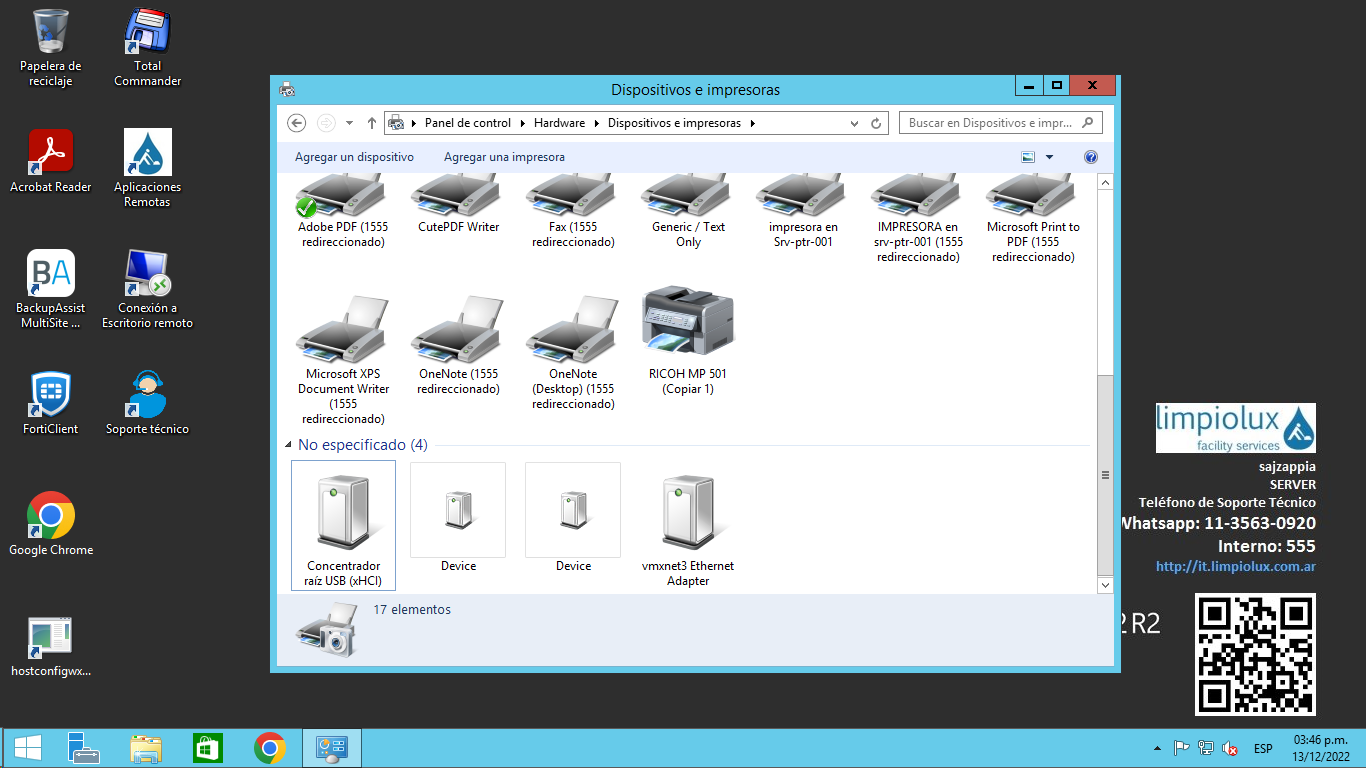 Papelera de
reciclaje
Total
Commander
Acrobat Reader
Aplicaciones
Remotas
BA
BackupAssist
MultiSite ...
Conexión a
Escritorio remoto
FortiClient
Soporte técnico
Google Chrome
hostconfigwx...
Dispositivos e impresoras
Panel de control
Hardware
Dispositivos e impresoras
Buscar en Dispositivos e impr...
Agregar un dispositivo
Agregar una impresora
Adobe PDF (1555
redireccionado)
CutePDF Writer
Fax (1555
redireccionado)
Generic / Text
Only
impresora en
Srv-ptr-001
IMPRESORA en
srv-ptr-001 (1555
redireccionado)
Microsoft Print to
PDF (1555
redireccionado)
Microsoft XPS
Document Writer
(1555
redireccionado)
OneNote (1555
redireccionado)
OneNote
(Desktop) (1555
redireccionado)
RICOH MP 501
(Copiar 1)
No especificado (4)
Concentrador
raíz USB (xHCI)
Device
Device
vmxnet3 Ethernet
Adapter
17 elementos
limpiolux
facility services
sajzappia
SERVER
Teléfono de Soporte Técnico
Whatsapp: 11-3563-0920
Interno: 555
http://it.limpiolux.com.ar
2 R2
ESP
03:46 p.m.
13/12/2022